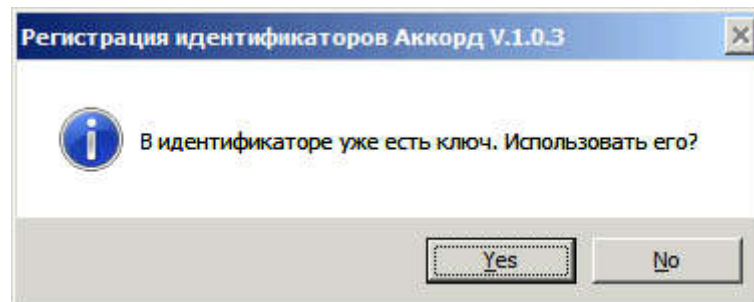 Регистрация идентификаторов Аккорд V.1.0.3
В идентификаторе уже есть ключ. Использовать его?
Yes
No